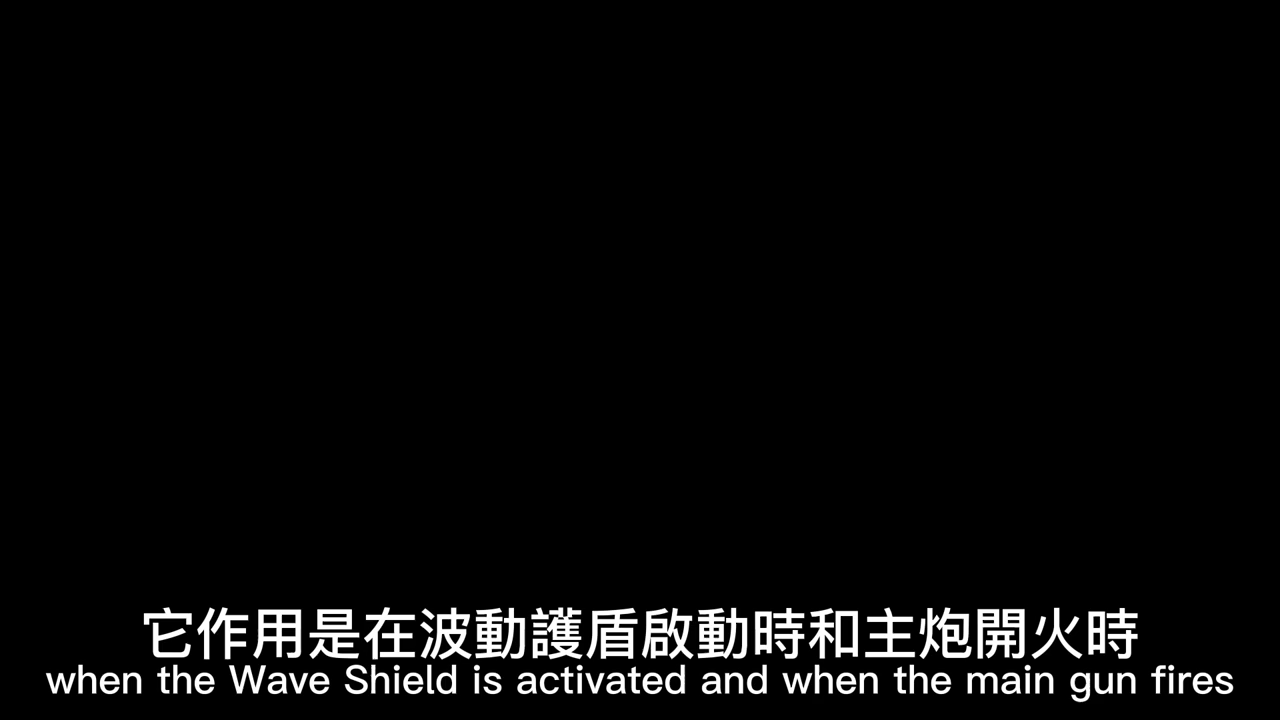 它作用是在波動護盾啟動時和主炮開火時
when the Wave Shield is activated and when the main gun fires